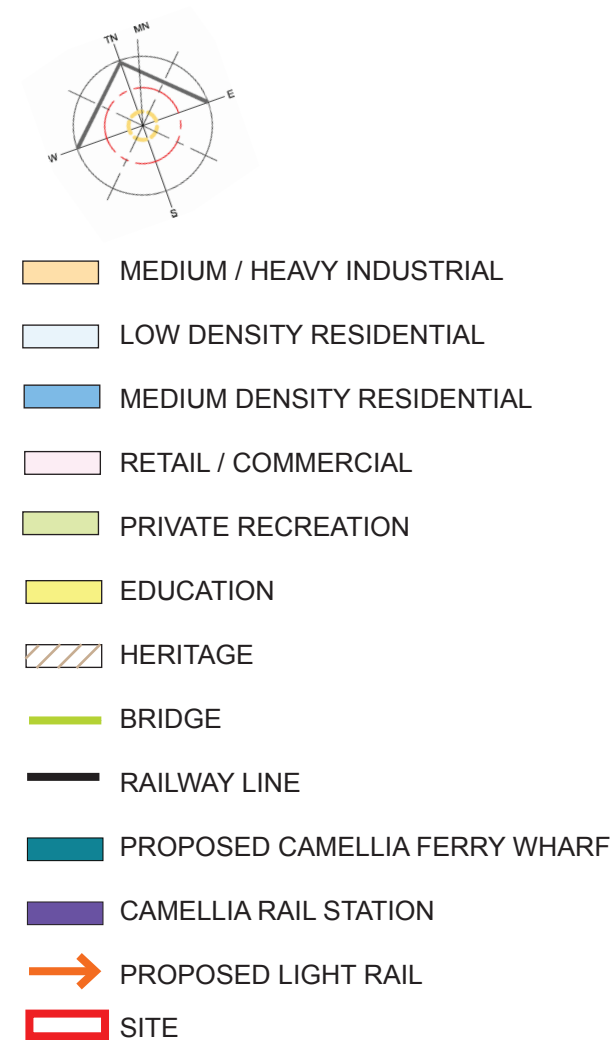 TN MN
E
W
S
MEDIUM / HEAVY INDUSTRIAL
LOW DENSITY RESIDENTIAL
MEDIUM DENSITY RESIDENTIAL
RETAIL / COMMERCIAL
PRIVATE RECREATION
EDUCATION
HERITAGE
BRIDGE
RAILWAY LINE
PROPOSED CAMELLIA FERRY WHARF
CAMELLIA RAIL STATION
PROPOSED LIGHT RAIL
SITE